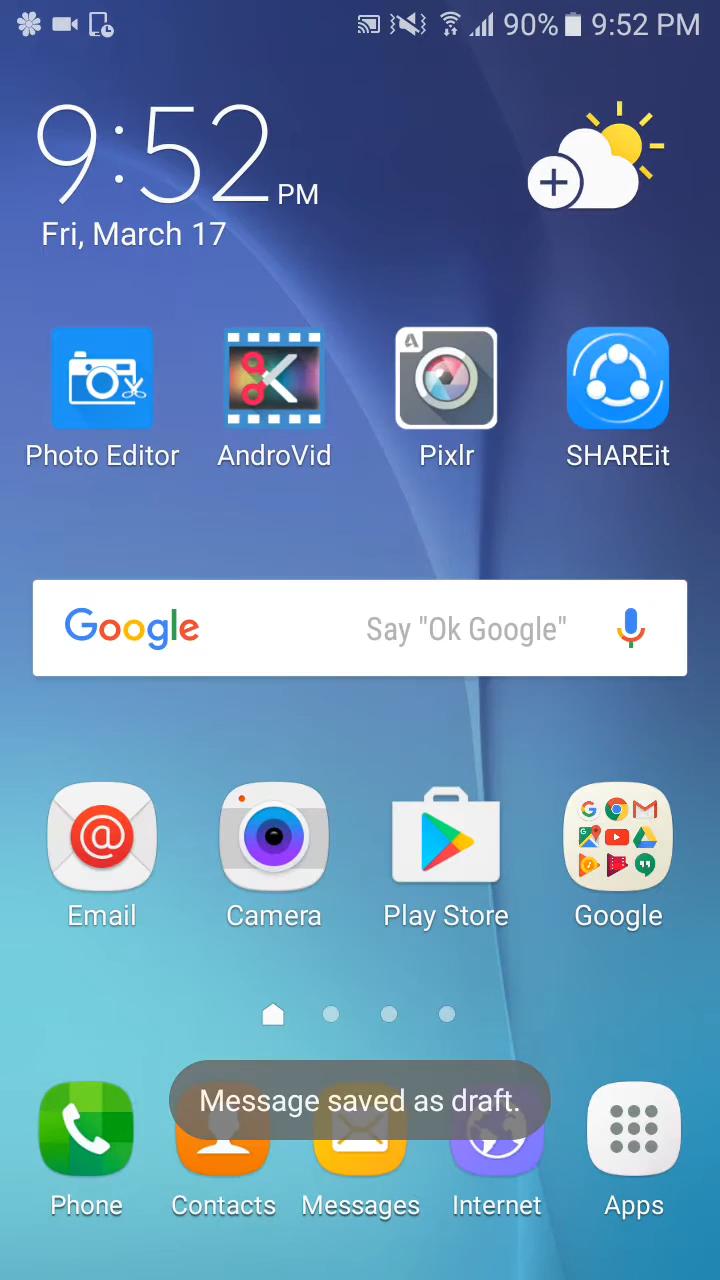 90% 9:52 PM
9:52 PM
Fri, March 17
Photo Editor AndroVid Pixlr SHAREit
Google Say "Ok Google"
Email Camera Play Store Google
Message saved as draft.
Phone Contacts Messages Internet Apps